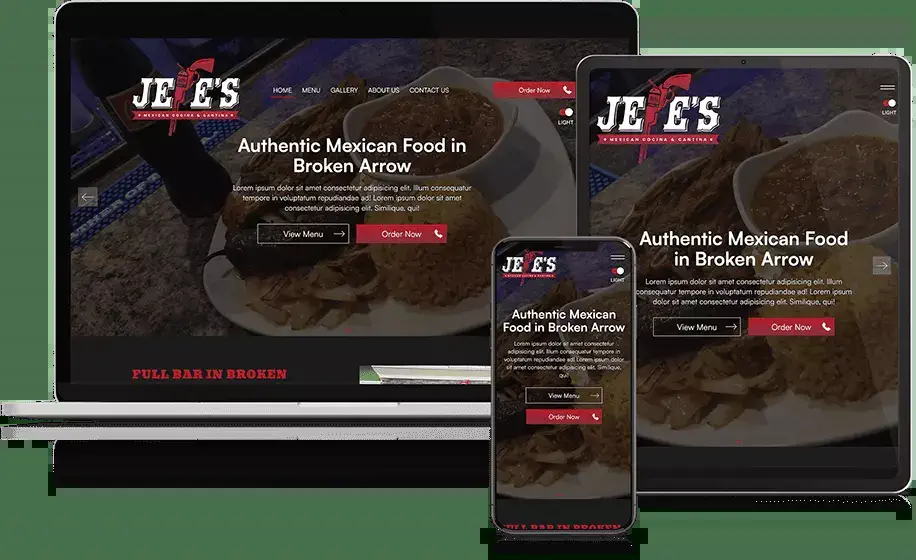 JEFE'S
★ MEXICAN COCINA & CANTINA ★
HOME MENU GALLERY ABOUT US CONTACT US
Order Now
LIGHT
Authentic Mexican Food in
Broken Arrow
Lorem ipsum dolor sit amet consectetur adipisicing elit. Illum consequatur
tempore in voluptatum repudiandae ad! Lorem ipsum dolor sit amet
consectetur adipisicing elit. Similique, qui!
View Menu
Order Now
FULL BAR IN BROKEN
JEFE'S
★ MEXICAN COCINA & CANTINA ★
LIGHT
Authentic Mexican Food
in Broken Arrow
Lorem ipsum dolor sit amet consectetur adipisicing elit. Illum
consequatur tempore in voluptatum repudiandae ad! Lorem ipsum
dolor sit amet consectetur adipisicing elit. Similique, qui!
View Menu
Order Now
JEFE'S
★ MEXICAN COCINA & CANTINA ★
LIGHT
Authentic Mexican
Food in Broken Arrow
Lorem ipsum dolor sit amet consectetur
adipisicing elit. Illum consequatur tempore in
voluptatum repudiandae ad! Lorem ipsum dolor
sit amet consectetur adipisicing elit. Similique,
qui!
View Menu
Order Now
FULL BAR IN BROKEN